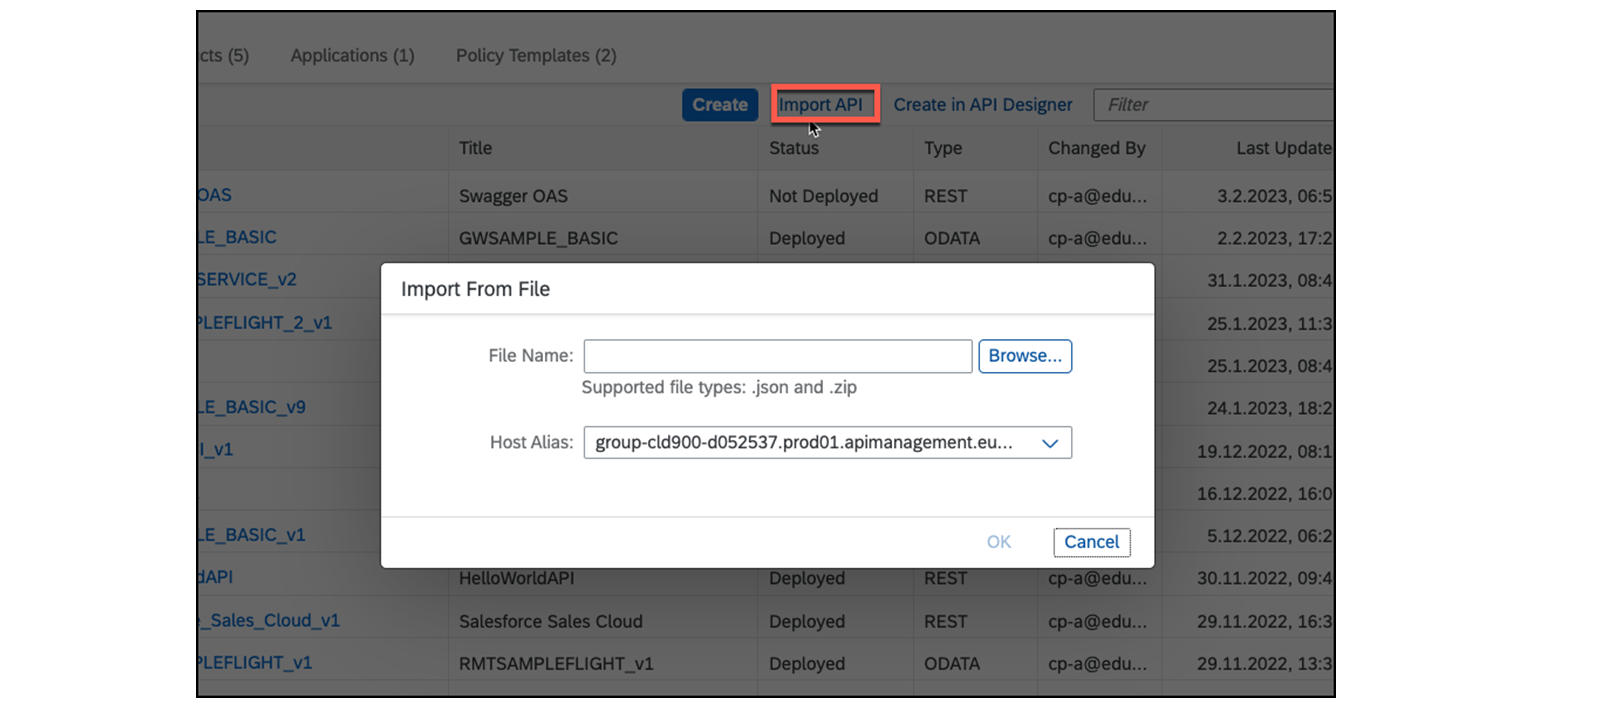 cts (5) Applications (1) Policy Templates (2)
Create Import API Create in API Designer Filter
Title Status Type Changed By Last Update
OAS Swagger OAS Not Deployed REST cp-a@edu... 3.2.2023, 06:5
LE_BASIC GWSAMPLE_BASIC Deployed ODATA cp-a@edu... 2.2.2023, 17:2
SERVICE_v2 31.1.2023, 08:4
Import From File
PLEFLIGHT_2_v1 25.1.2023, 11:3
File Name: Browse...
25.1.2023, 08:4
Supported file types: .json and .zip
LE_BASIC_v9 24.1.2023, 18:2
Host Alias: group-cld900-d052537.prod01.apimanagement.eu...
I_v1 19.12.2022, 08:1
16.12.2022, 16:0
LE_BASIC_v1 5.12.2022, 06:2
OK Cancel
dAPI HelloWorldAPI Deployed REST cp-a@edu... 30.11.2022, 09:4
e_Sales_Cloud_v1 Salesforce Sales Cloud Deployed REST cp-a@edu... 29.11.2022, 16:3
PLEFLIGHT_v1 RMTSAMPLEFLIGHT_v1 Deployed ODATA cp-a@edu... 29.11.2022, 13:3